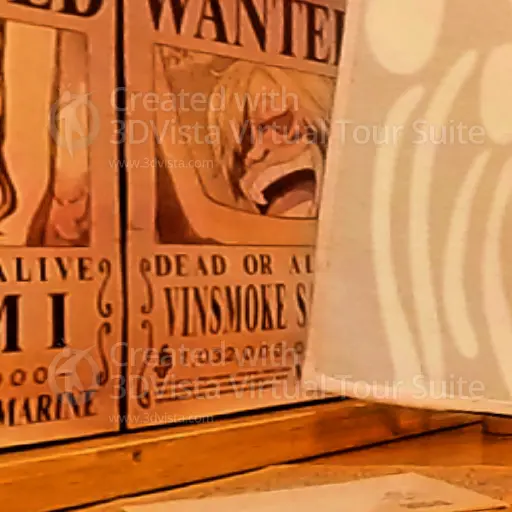 WANTE
ALIVE
DEAD OR AL
MI
VINSMOKE S
MARINE
Created with
3DVista Virtual Tour Suite
www.3dvista.com
Created with
3DVista Virtual Tour Suite
www.3dvista.com